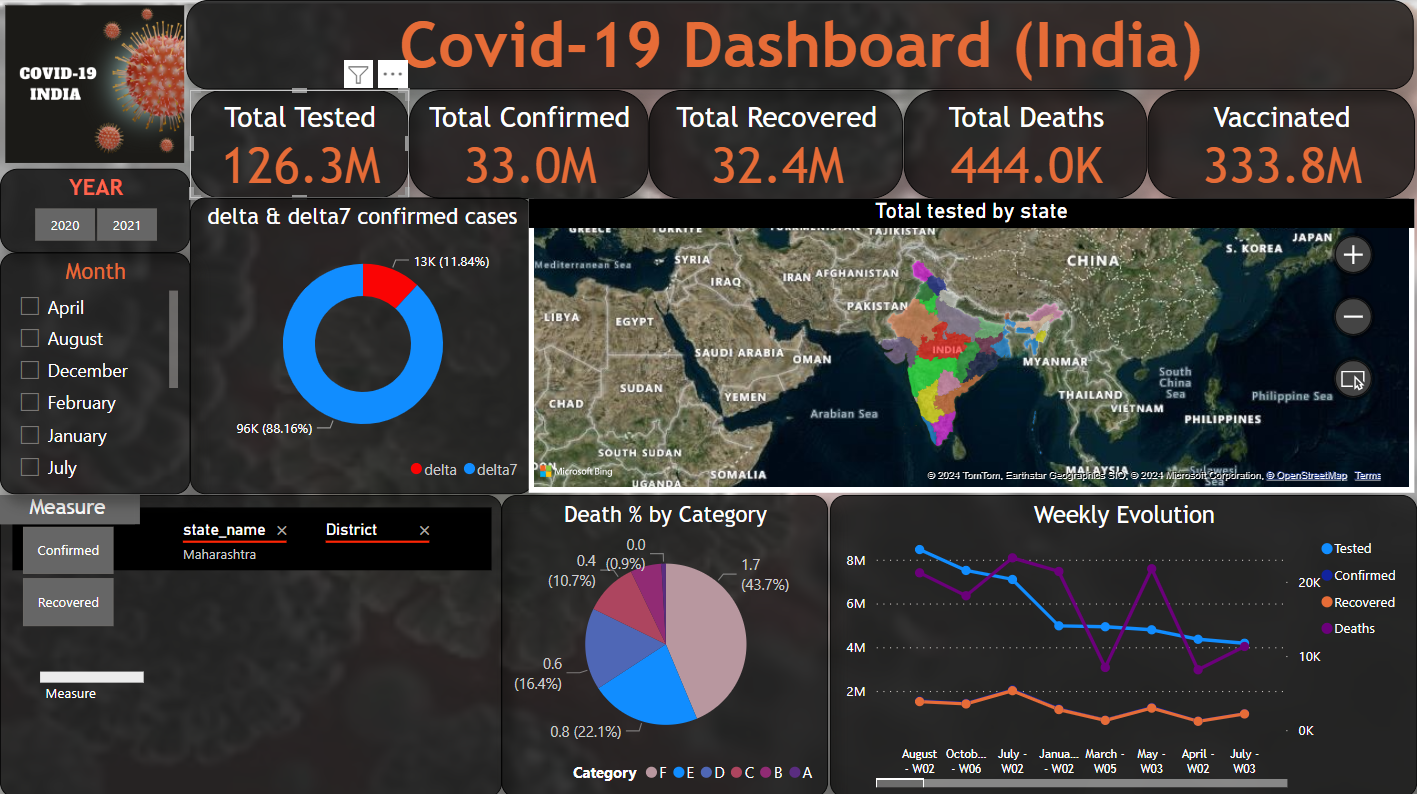 COVID-19
INDIA
Covid-19 Dashboard (India)
Total Tested
126.3M
Total Confirmed
33.0M
Total Recovered
32.4M
Total Deaths
444.0K
Vaccinated
333.8M
YEAR
2020
2021
Month
April
August
December
February
January
July
delta & delta7 confirmed cases
13K (11.84%)
96K (88.16%)
delta
delta7
Total tested by state
GREECE
TÜRKİYE
TURKMENISTAN
TAJIKISTAN
CHINA
S. KOREA
JAPAN
Mediterranean Sea
SYRIA
IRAQ
IRAN
AFGHANISTAN
PAKISTAN
LIBYA
EGYPT
SAUDI ARABIA
OMAN
INDIA
MYANMAR
SUDAN
YEMEN
CHAD
Arabian Sea
THAILAND
VIETNAM
South
China
Sea
Philippine Sea
PHILIPPINES
SOUTH SUDAN
SOMALIA
UGANDA
MALAYSIA
Sulawesi
Sea
Microsoft Bing
© 2024 TomTom, Earthstar Geographics SIO, © 2024 Microsoft Corporation, © OpenStreetMap Terms
Measure
Confirmed
Recovered
state_name ×
Maharashtra
District ×
Measure
Death % by Category
0.0
(0.9%)
0.4
(10.7%)
1.7
(43.7%)
0.6
(16.4%)
0.8 (22.1%)
Category F E D C B A
Weekly Evolution
8M
6M
4M
2M
20K
10K
0K
Tested
Confirmed
Recovered
Deaths
August
- W02
Octob...
- W06
July -
W02
Janua...
- W02
March -
W05
May -
W03
April -
W02
July -
W03